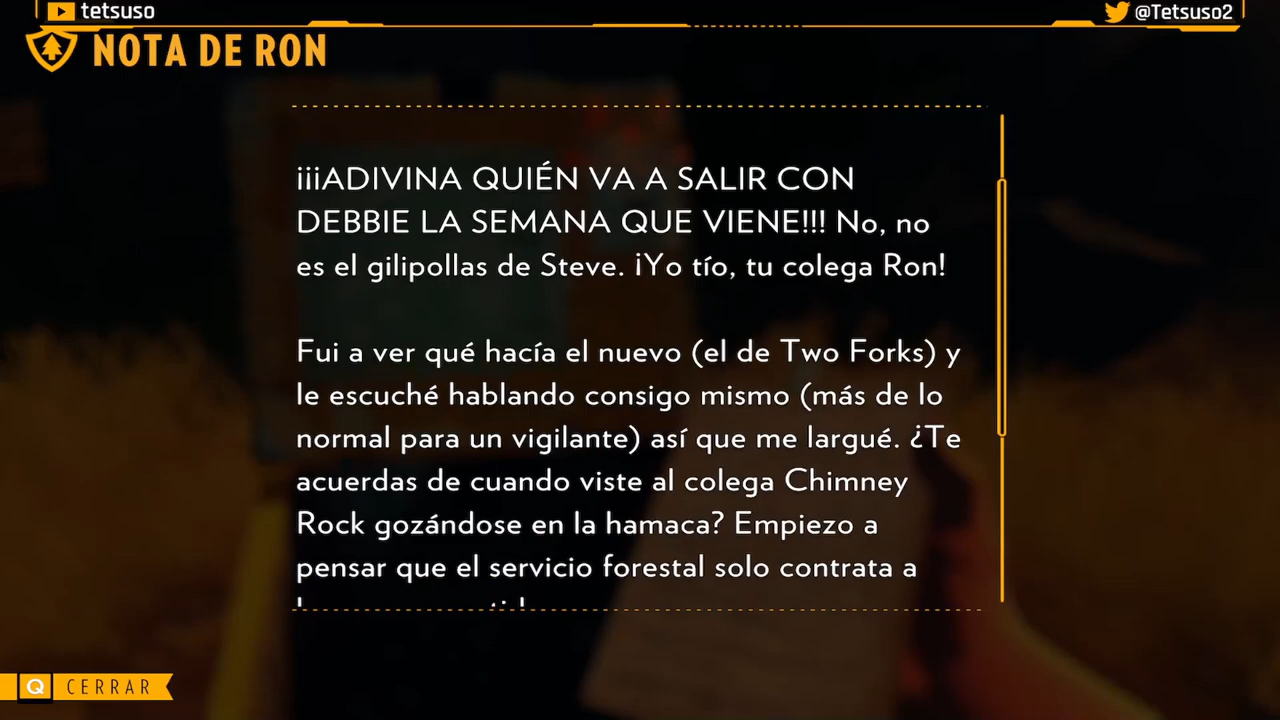 tetsuso
@Tetsuso2
NOTA DE RON
¡¡¡ADIVINA QUIÉN VA A SALIR CON
DEBBIE LA SEMANA QUE VIENE!!! No, no
es el gilipollas de Steve. ¡Yo tío, tu colega Ron!
Fui a ver qué hacía el nuevo (el de Two Forks) y
le escuché hablando consigo mismo (más de lo
normal para un vigilante) así que me largué. ¿Te
acuerdas de cuando viste al colega Chimney
Rock gozándose en la hamaca? Empiezo a
pensar que el servicio forestal solo contrata a
Q CERRAR